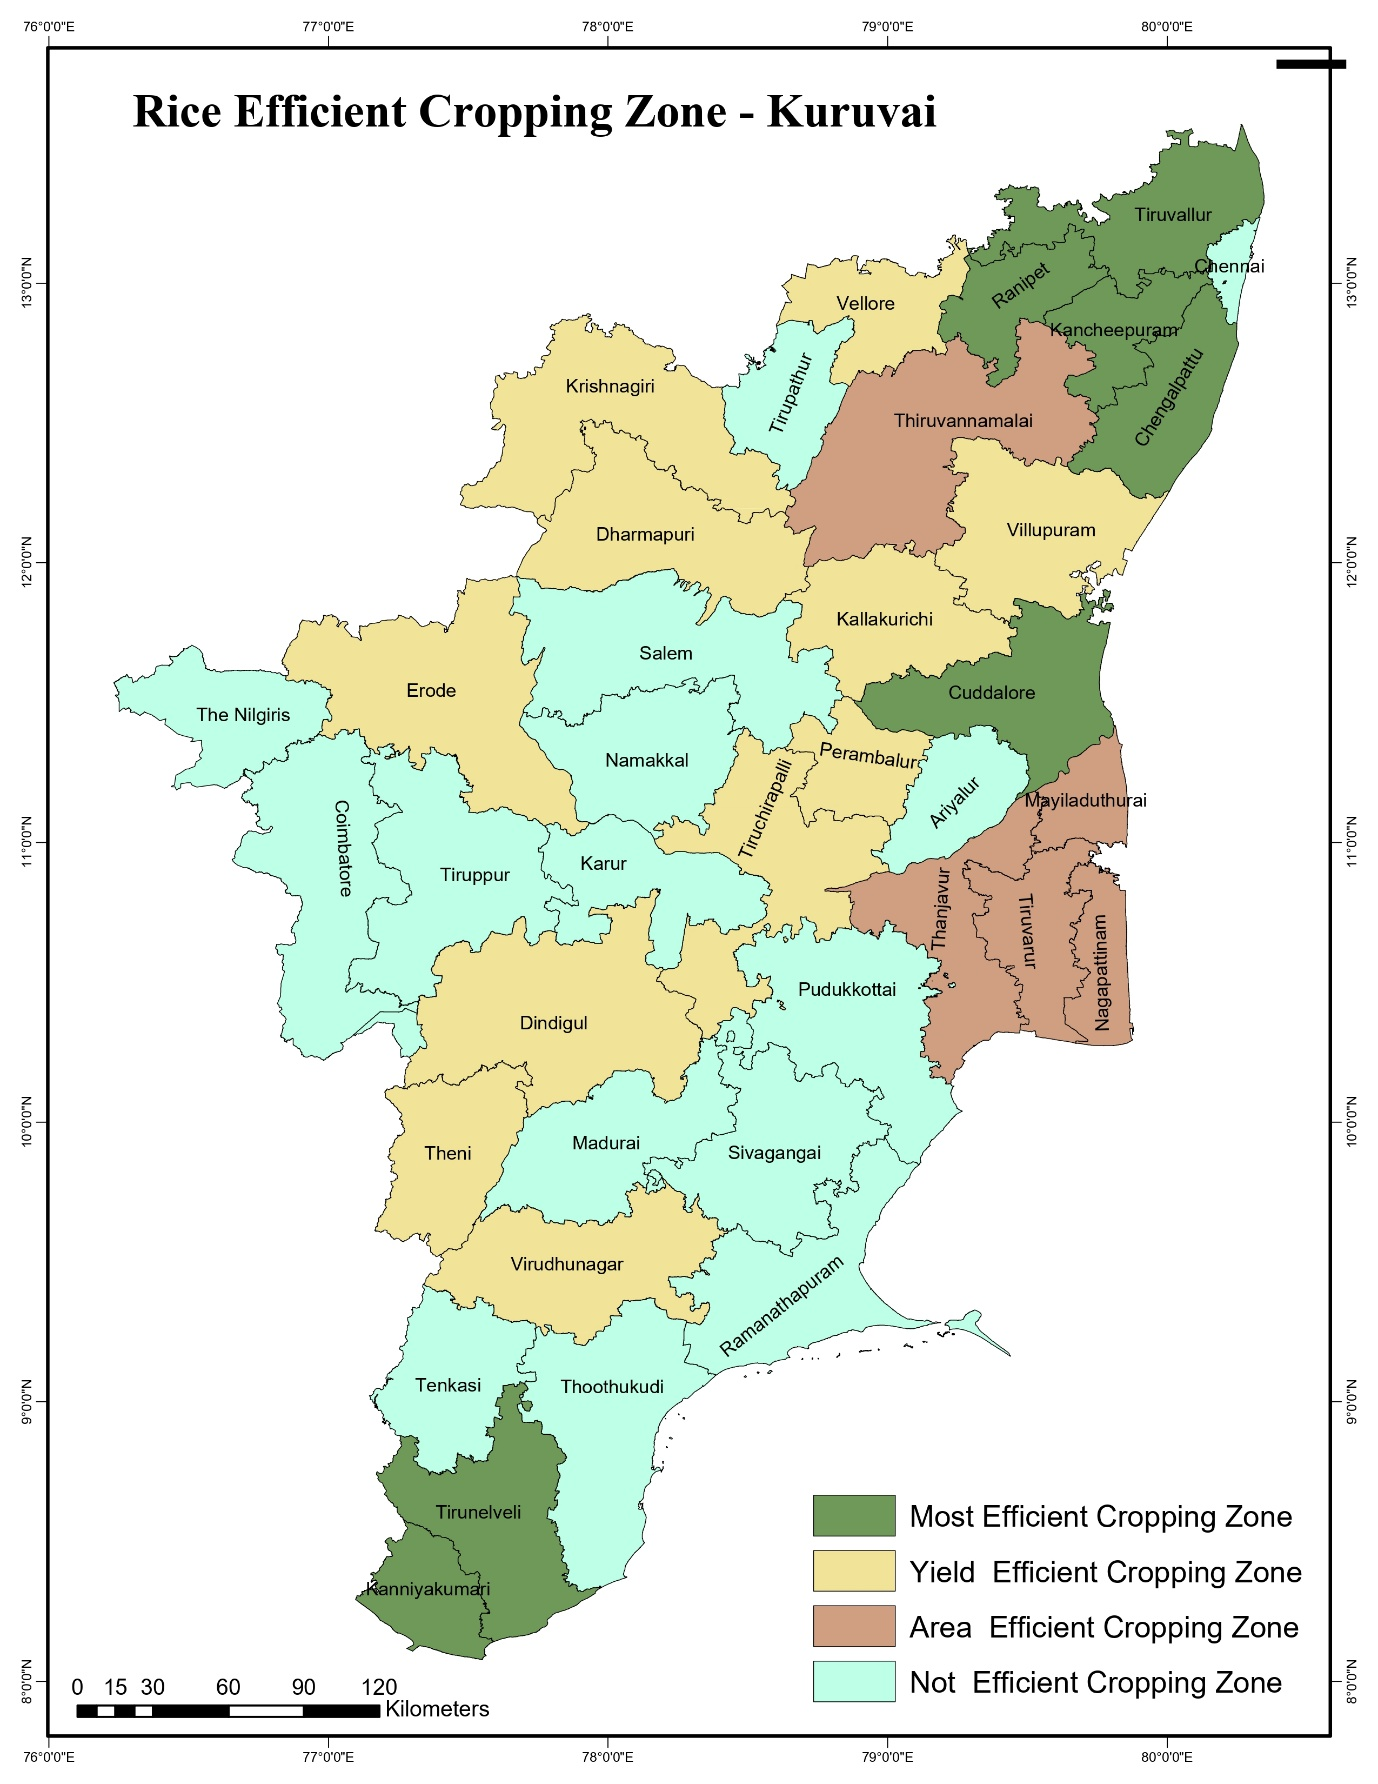 76°0'0"E 77°0'0"E 78°0'0"E 79°0'0"E 80°0'0"E
Rice Efficient Cropping Zone - Kuruvai
Tiruvallur
Chennai
13°0'0"N 13°0'0"N
Ranipet
Vellore
Kancheepuram
Krishnagiri
Tirupathur
Chengalpattu
Thiruvannamalai
Dharmapuri
Villupuram
12°0'0"N 12°0'0"N
Kallakurichi
Salem
Erode
Cuddalore
The Nilgiris
Namakkal
Perambalur
Tiruchirapalli
Ariyalur
Mayiladuthurai
11°0'0"N 11°0'0"N
Coimbatore
Karur
Tiruppur
Thanjavur
Tiruvarur
Nagapattinam
Pudukkottai
Dindigul
10°0'0"N 10°0'0"N
Madurai
Theni
Sivagangai
Virudhunagar
Ramanathapuram
Tenkasi
Thoothukudi
9°0'0"N 9°0'0"N
Tirunelveli
Kanniyakumari
Most Efficient Cropping Zone
Yield Efficient Cropping Zone
Area Efficient Cropping Zone
Not Efficient Cropping Zone
8°0'0"N 8°0'0"N
0 15 30 60 90 120
Kilometers
76°0'0"E 77°0'0"E 78°0'0"E 79°0'0"E 80°0'0"E